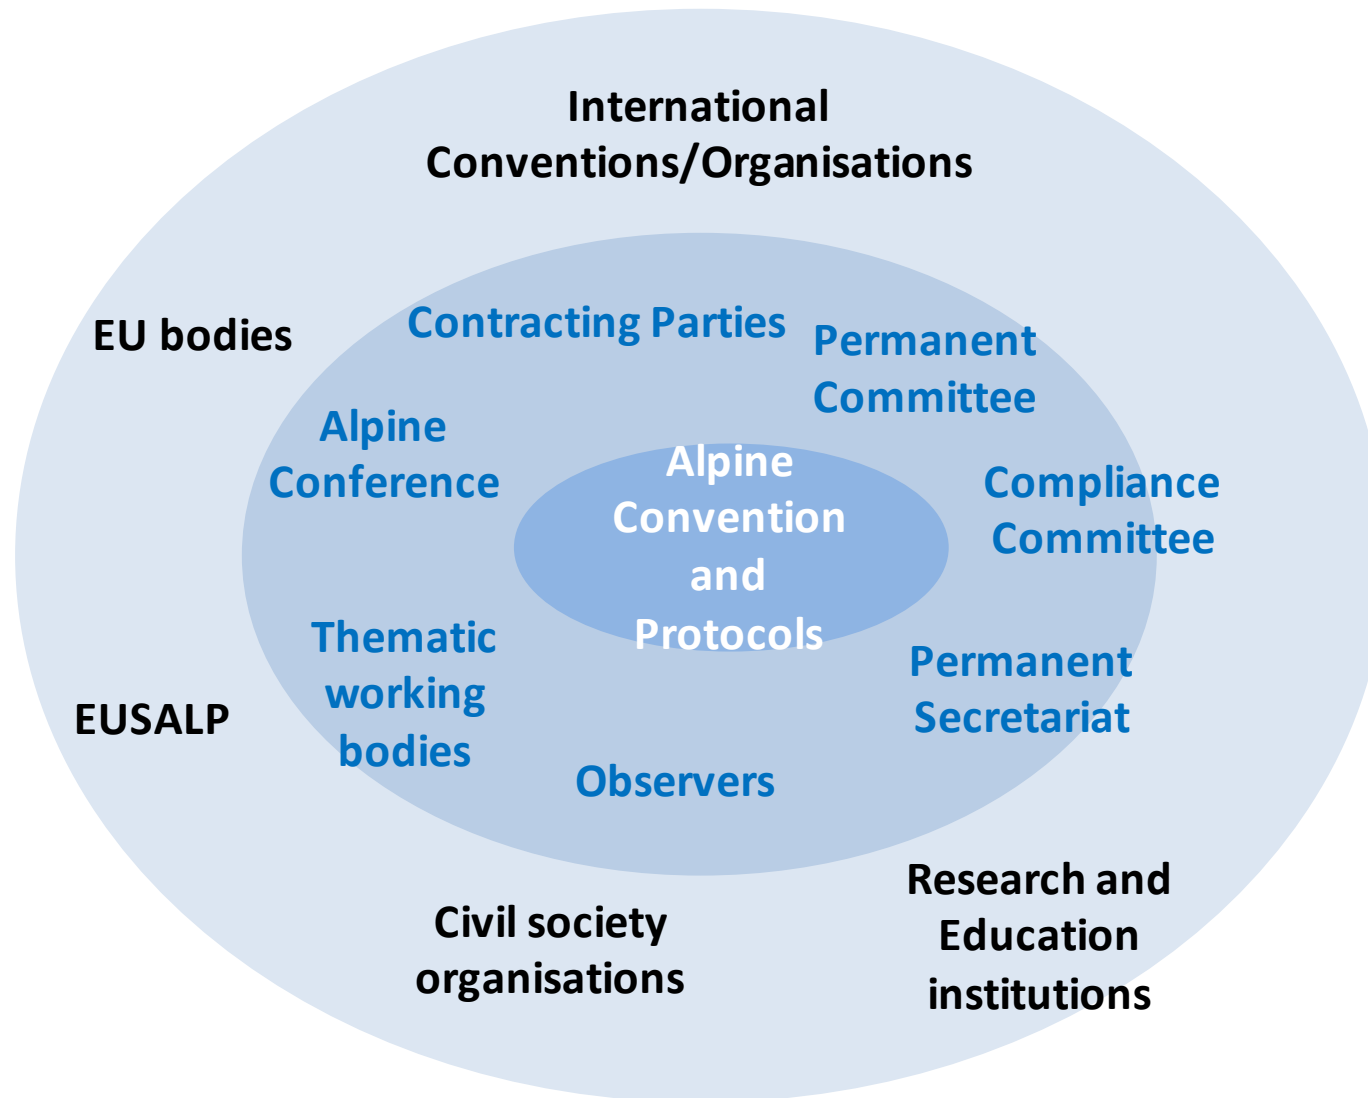 International
Conventions/Organisations
EU bodies
Contracting Parties
Permanent
Committee
Alpine
Conference
Alpine
Convention
and
Protocols
Compliance
Committee
Thematic
working
bodies
Permanent
Secretariat
EUSALP
Observers
Civil society
organisations
Research and
Education
institutions